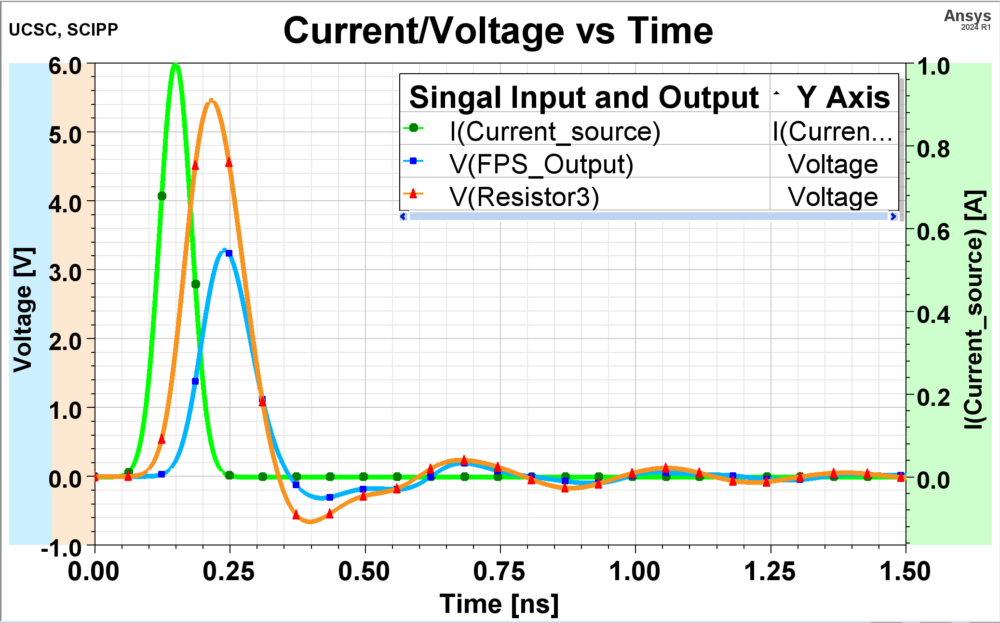 UCSC, SCIPP
Current/Voltage vs Time
Ansys
2024 R1
Singal Input and Output Y Axis
I(Current_source) I(Curren...
V(FPS_Output) Voltage
V(Resistor3) Voltage
Voltage [V]
6.0
5.0
4.0
3.0
2.0
1.0
0.0
-1.0
1.0
0.8
0.6
0.4
0.2
0.0
I(Current_source) [A]
0.00 0.25 0.50 0.75 1.00 1.25 1.50
Time [ns]